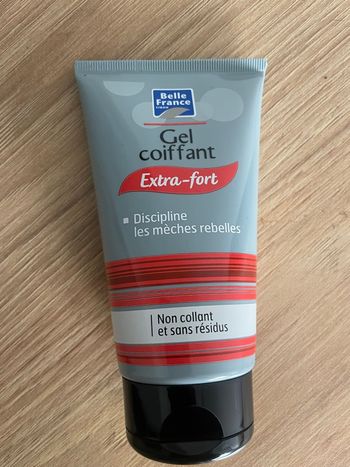 Belle
France
Gel
coiffant
Extra-fort
Discipline
les mèches rebelles
Non collant
et sans résidus